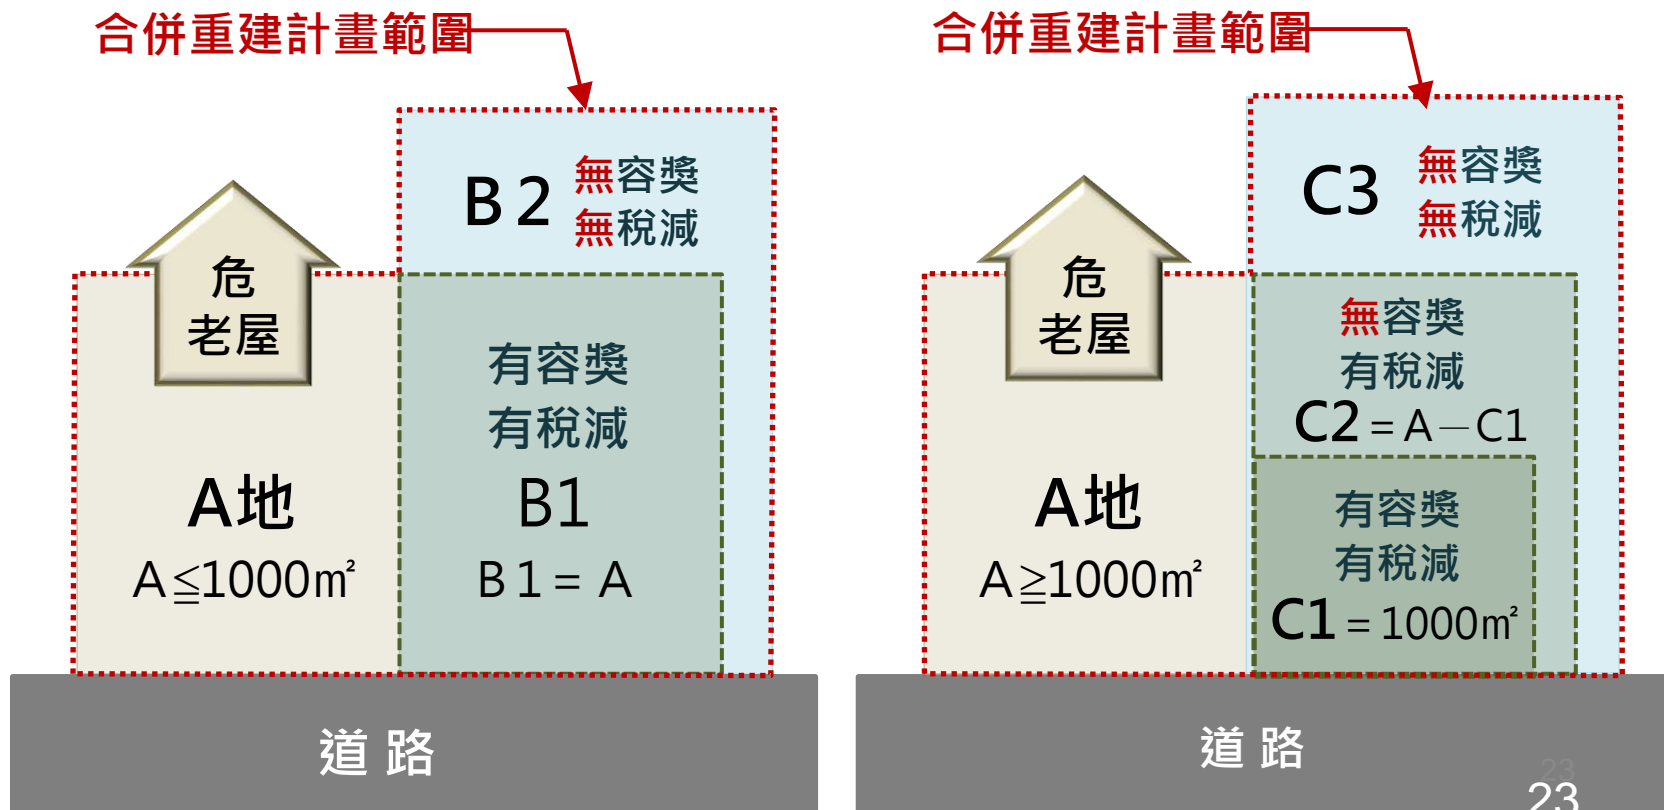 合併重建計畫範圍
B2
無容獎
無稅減
危
老屋
有容獎
有稅減
A地
A≦1000㎡
B1
B1=A
道路
合併重建計畫範圍
C3
無容獎
無稅減
危
老屋
無容獎
有稅減
C2=A－C1
A地
A≧1000㎡
有容獎
有稅減
C1=1000㎡
道路
23
23